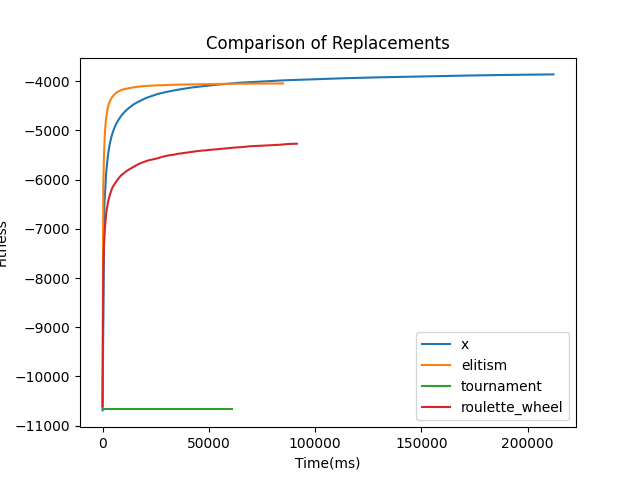 Comparison of Replacements
−4000
−5000
−6000
−7000
−8000
−9000
−10000
−11000
0
50000
100000
150000
200000
Time(ms)
x
elitism
tournament
roulette_wheel